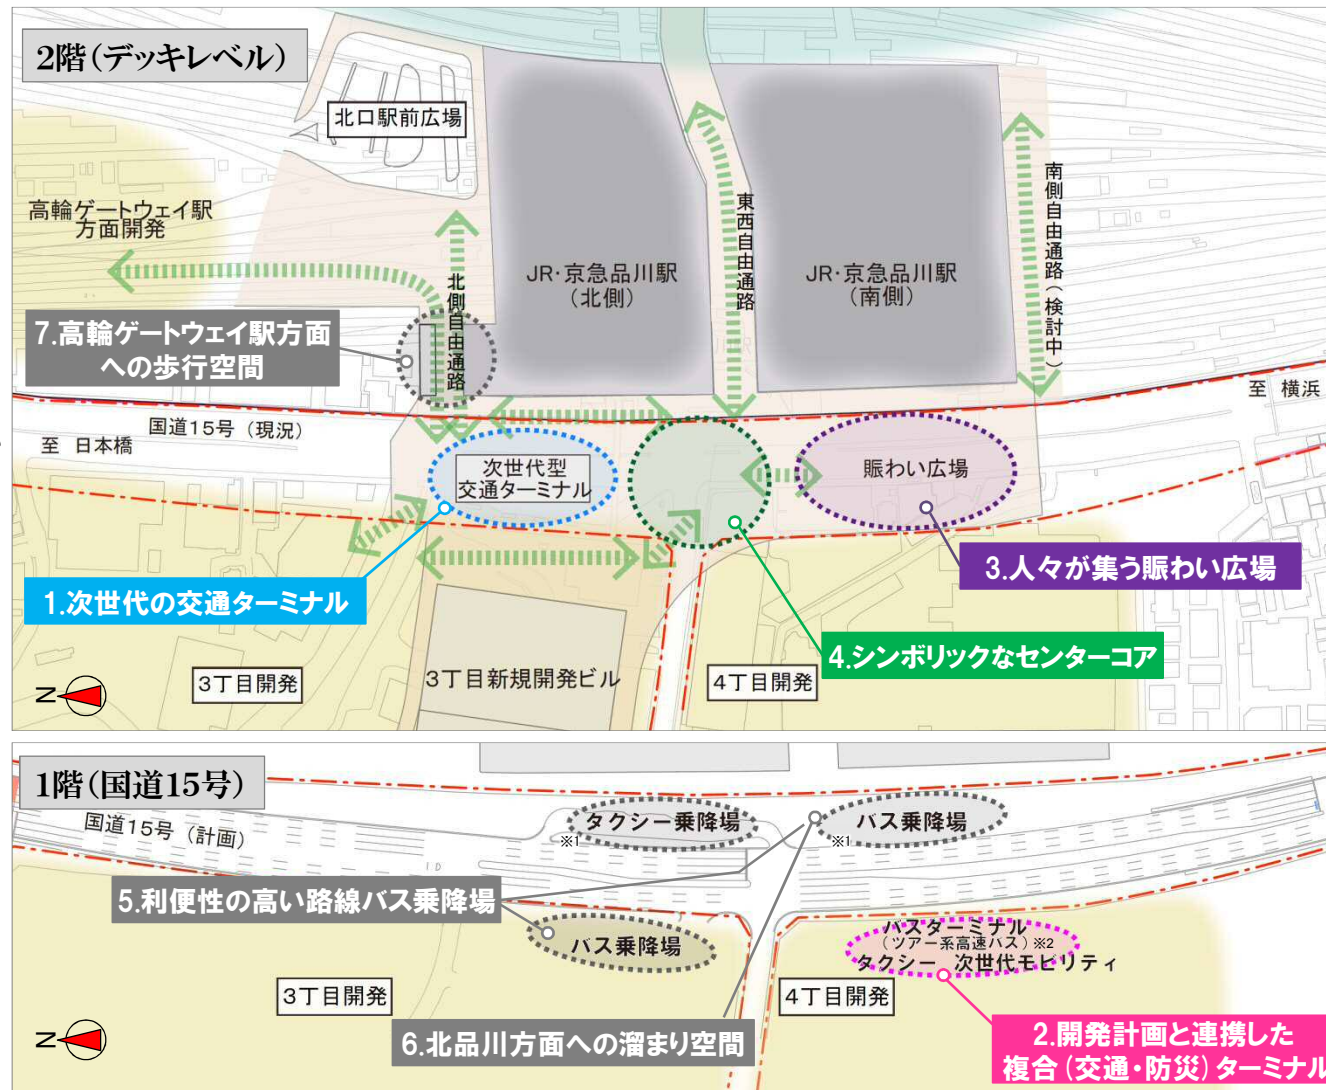 2階(デッキレベル)
北口駅前広場
高輪ゲートウェイ駅
方面開発
JR・京急品川駅
(北側)
JR・京急品川駅
(南側)
東西自由通路
南側自由通路(検討中)
北側自由通路
7.高輪ゲートウェイ駅方面
への歩行空間
国道15号(現況)
至 日本橋
至 横浜
次世代型
交通ターミナル
賑わい広場
1.次世代の交通ターミナル
3.人々が集う賑わい広場
4.シンボリックなセンターコア
3丁目開発
3丁目新規開発ビル
4丁目開発
N
1階(国道15号)
国道15号(計画)
タクシー乗降場
※1
バス乗降場
※1
5.利便性の高い路線バス乗降場
バス乗降場
バスターミナル
(ツアー系高速バス)※2
タクシー 次世代モビリティ
3丁目開発
4丁目開発
6.北品川方面への溜まり空間
2.開発計画と連携した
複合(交通・防災)ターミナル
N